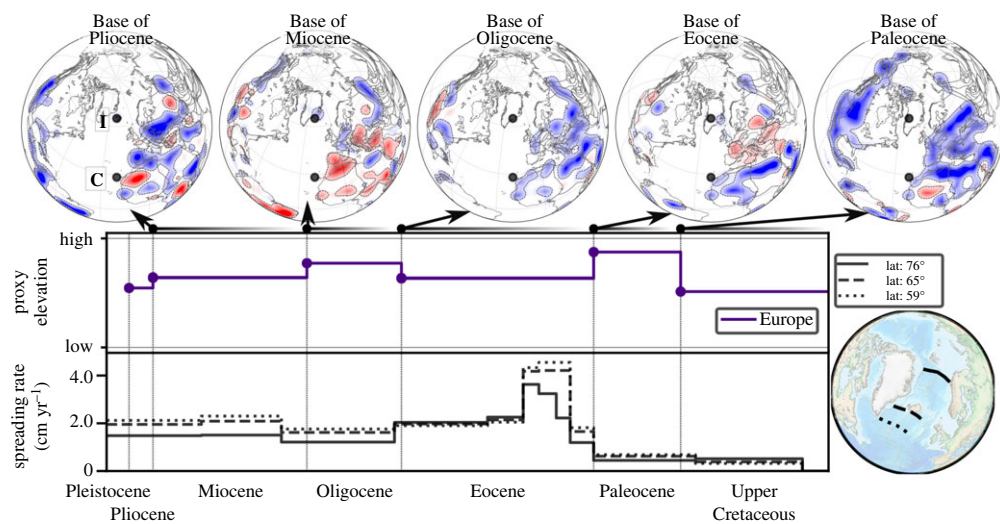 Base of
Pliocene
Base of
Miocene
Base of
Oligocene
Base of
Eocene
Base of
Paleocene
I
C
high
proxy
elevation
low
Europe
lat: 76°
lat: 65°
lat: 59°
spreading rate
(cm yr⁻¹)
4.0
2.0
0
Pleistocene
Pliocene
Miocene
Oligocene
Eocene
Paleocene
Upper
Cretaceous